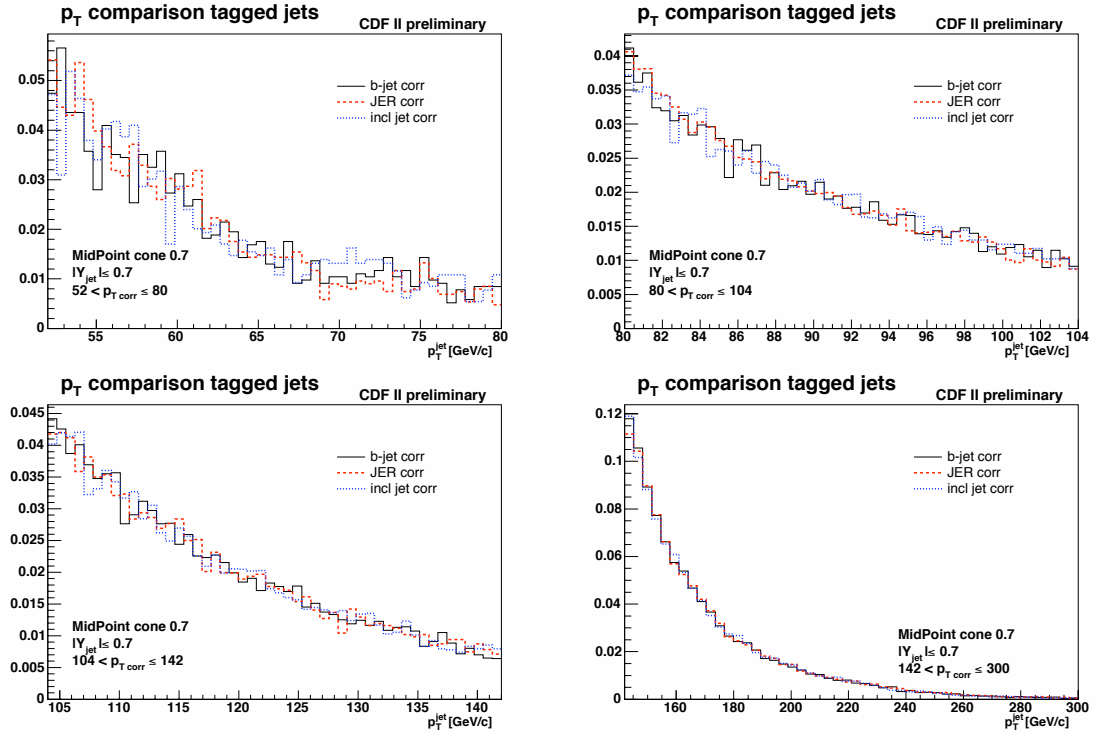 p_T comparison tagged jets
CDF II preliminary
b-jet corr
JER corr
incl jet corr
0.05
0.04
0.03
0.02
0.01
0
MidPoint cone 0.7
|Y_jet|≤ 0.7
52 < p_T corr ≤ 80
55 60 65 70 75 80
p_T^jet [GeV/c]
p_T comparison tagged jets
CDF II preliminary
b-jet corr
JER corr
incl jet corr
0.04
0.035
0.03
0.025
0.02
0.015
0.01
0.005
0
MidPoint cone 0.7
|Y_jet|≤ 0.7
80 < p_T corr ≤ 104
80 82 84 86 88 90 92 94 96 98 100 102 104
p_T^jet [GeV/c]
p_T comparison tagged jets
CDF II preliminary
b-jet corr
JER corr
incl jet corr
0.045
0.04
0.035
0.03
0.025
0.02
0.015
0.01
0.005
0
MidPoint cone 0.7
|Y_jet|≤ 0.7
104 < p_T corr ≤ 142
105 110 115 120 125 130 135 140
p_T^jet [GeV/c]
p_T comparison tagged jets
CDF II preliminary
b-jet corr
JER corr
incl jet corr
0.12
0.1
0.08
0.06
0.04
0.02
0
MidPoint cone 0.7
|Y_jet|≤ 0.7
142 < p_T corr ≤ 300
160 180 200 220 240 260 280 300
p_T^jet [GeV/c]